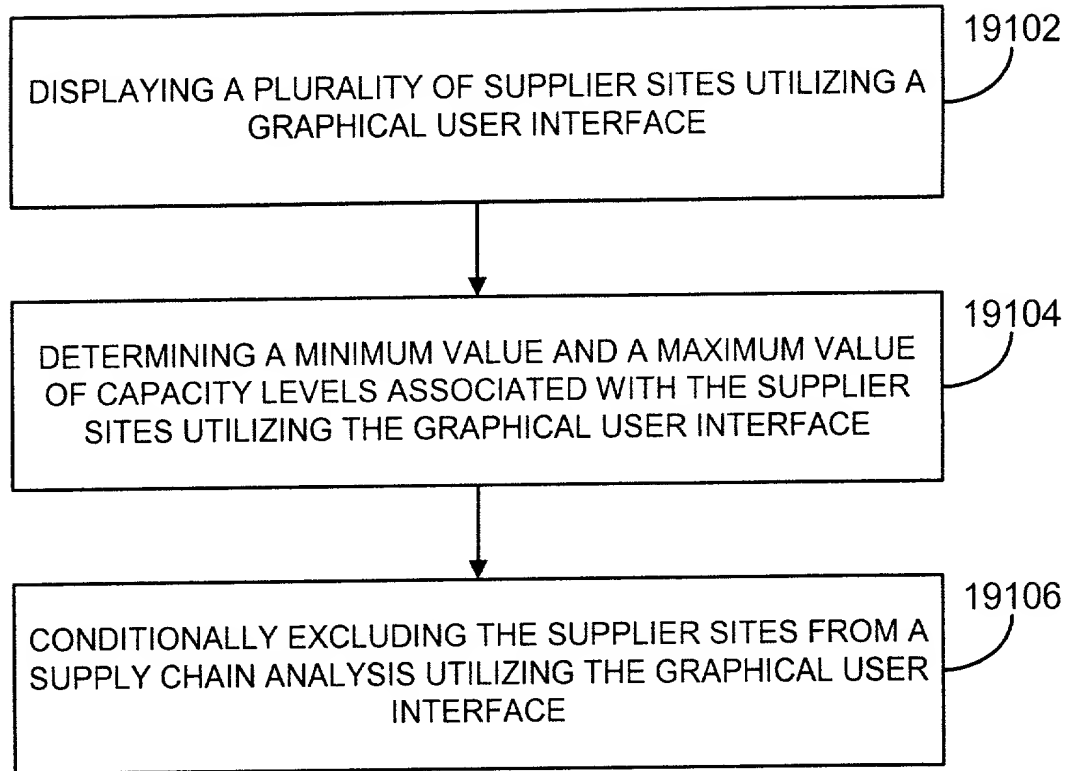 19102
DISPLAYING A PLURALITY OF SUPPLIER SITES UTILIZING A
GRAPHICAL USER INTERFACE
19104
DETERMINING A MINIMUM VALUE AND A MAXIMUM VALUE
OF CAPACITY LEVELS ASSOCIATED WITH THE SUPPLIER
SITES UTILIZING THE GRAPHICAL USER INTERFACE
19106
CONDITIONALLY EXCLUDING THE SUPPLIER SITES FROM A
SUPPLY CHAIN ANALYSIS UTILIZING THE GRAPHICAL USER
INTERFACE